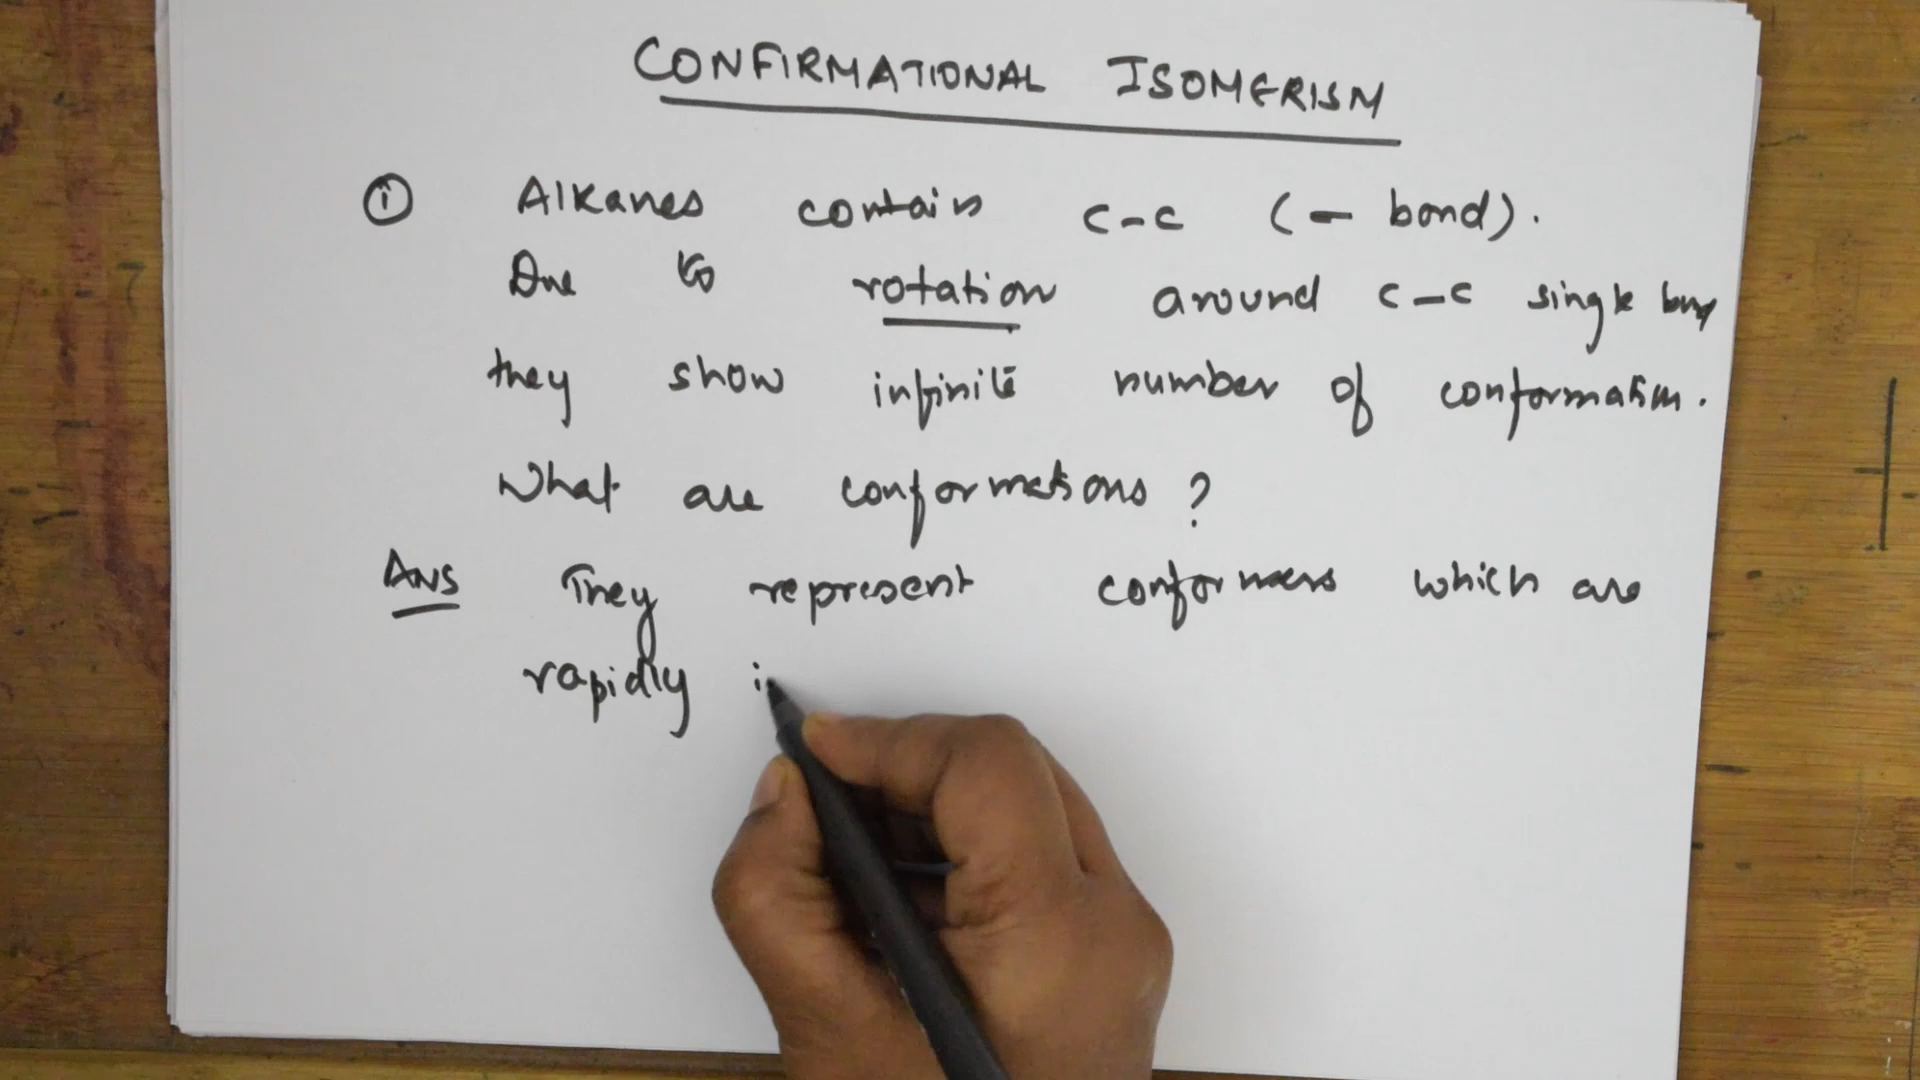 CONFIRMATIONAL ISOMERISM
① Alkanes contain C-C (— bond).
Due to rotation around C-C single bond
they show infinite number of conformation.
What are conformations ?
Ans They represent conformers which are
rapidly i